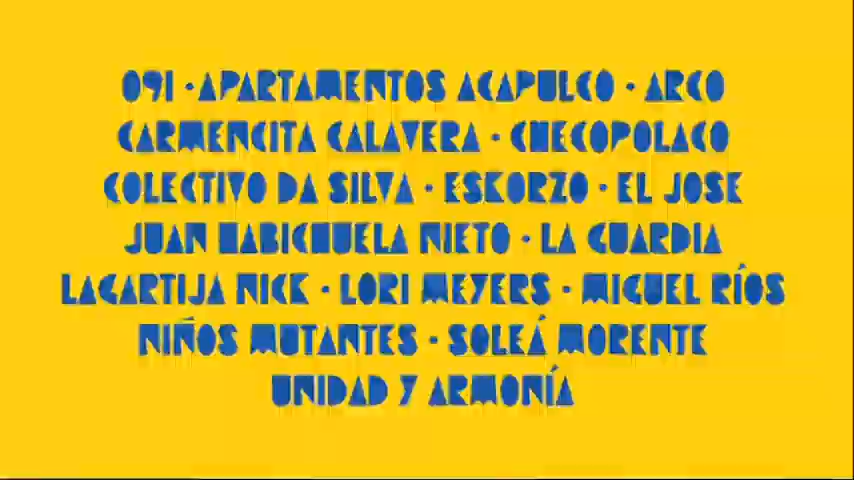 091 · APARTAMENTOS ACAPULCO · ARCO
CARMENCITA CALAVERA · CHECOPOLACO
COLECTIVO DA SILVA · ESKORZO · EL JOSE
JUAN HABICHUELA NIETO · LA GUARDIA
LAGARTIJA NICK · LORI MEYERS · MIGUEL RÍOS
NIÑOS MUTANTES · SOLEÁ MORENTE
UNIDAD Y ARMONÍA